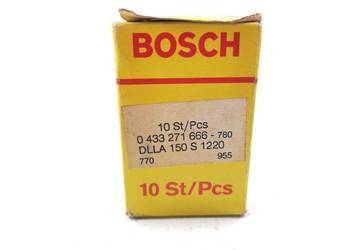 BOSCH
10 St/Pcs
0 433 271 666 - 780
DLLA 150 S 1220
770 955
10 St/Pcs